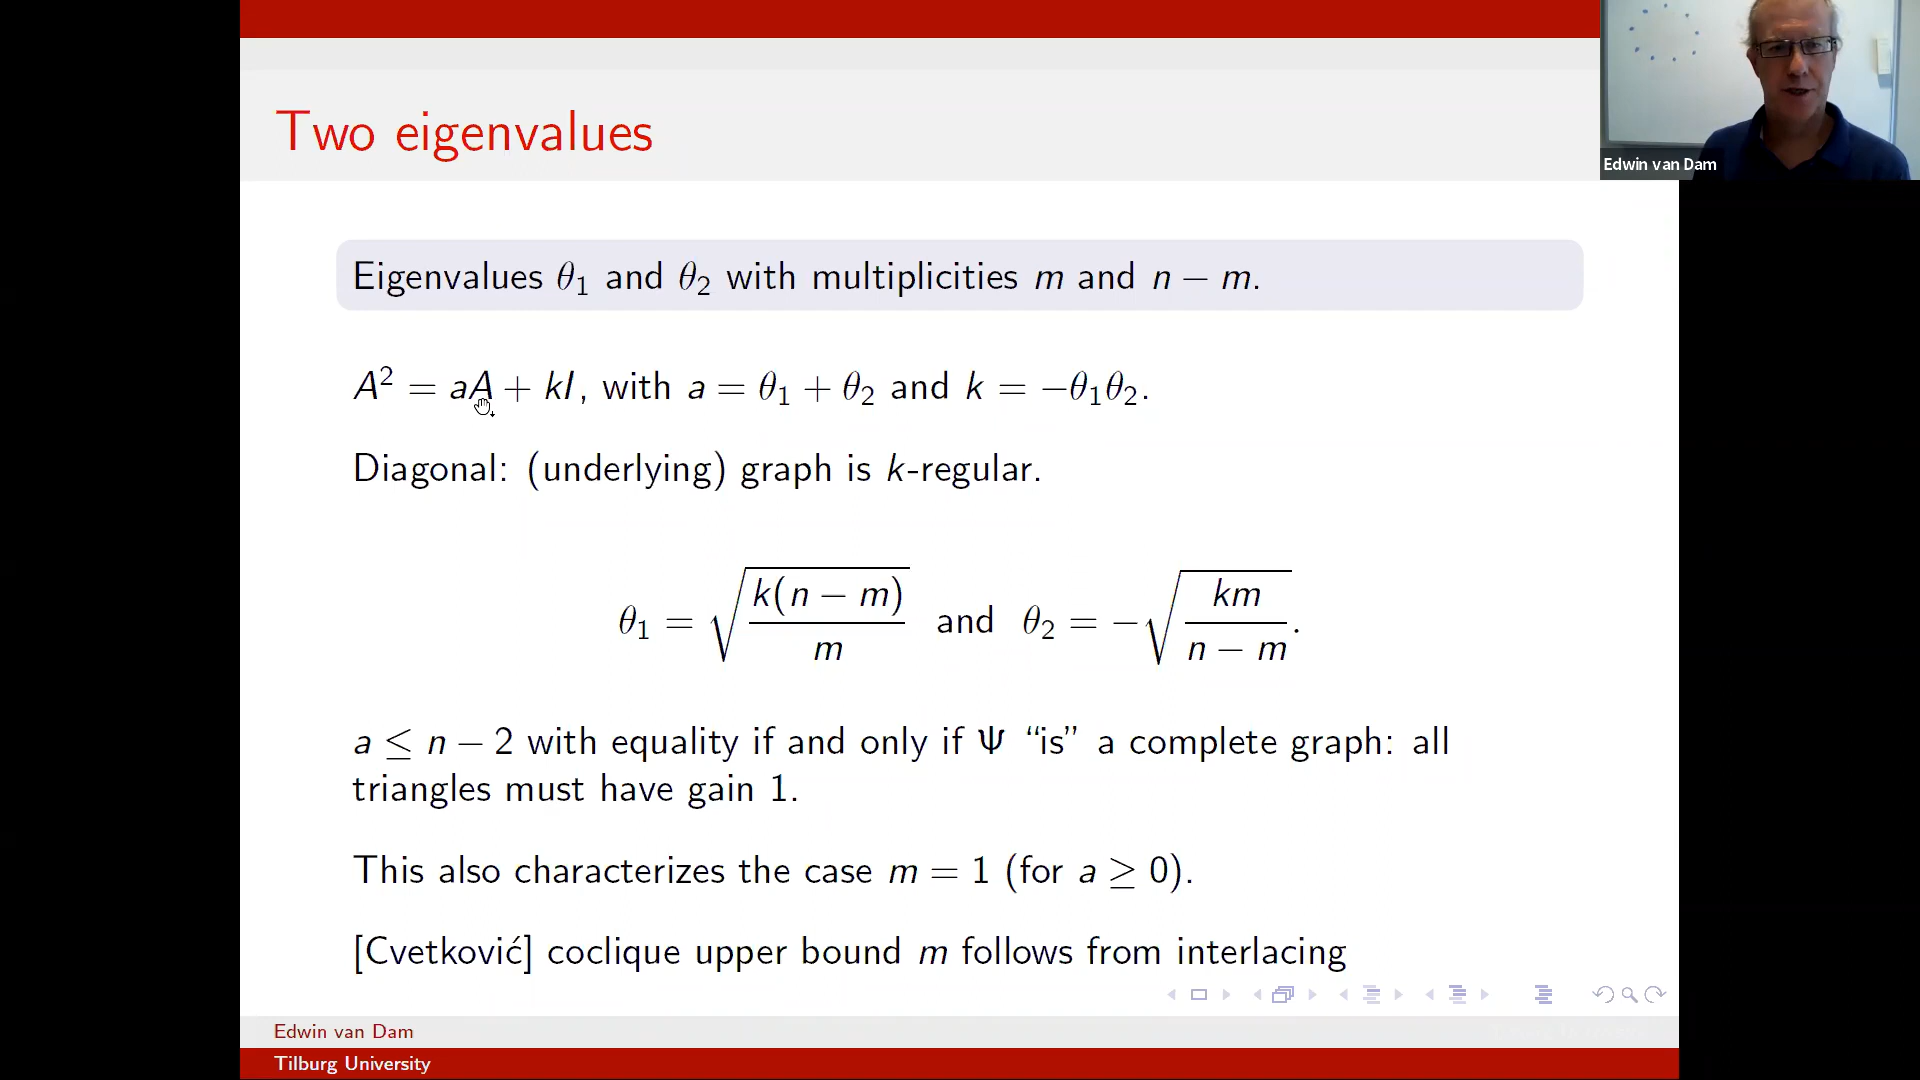 Two eigenvalues
Edwin van Dam
Eigenvalues θ₁ and θ₂ with multiplicities m and n − m.
A² = aA + kI, with a = θ₁ + θ₂ and k = −θ₁θ₂.
Diagonal: (underlying) graph is k-regular.
θ₁ = √(k(n − m)/m) and θ₂ = −√(km/(n − m)).
a ≤ n − 2 with equality if and only if Ψ “is” a complete graph: all
triangles must have gain 1.
This also characterizes the case m = 1 (for a ≥ 0).
[Cvetković] coclique upper bound m follows from interlacing
Edwin van Dam
Tilburg University